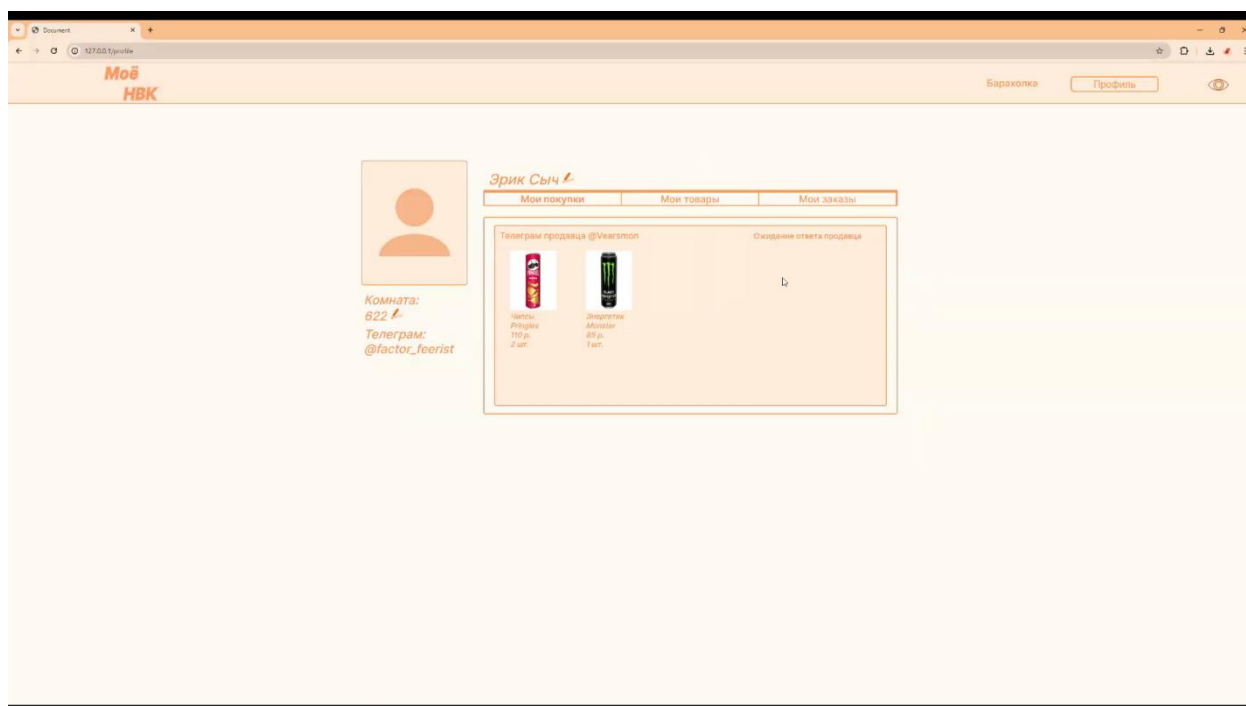 Document
127.0.0.1/profile
Моё
НВК
Барахолка
Профиль
Эрик Сыч
Мои покупки
Мои товары
Мои заказы
Телеграм продавца @Vearsmon
Ожидание ответа продавца
Чипсы
Pringles
110 р.
2 шт.
Энергетик
Monster
85 р.
1 шт.
Комната:
622
Телеграм:
@factor_feerist